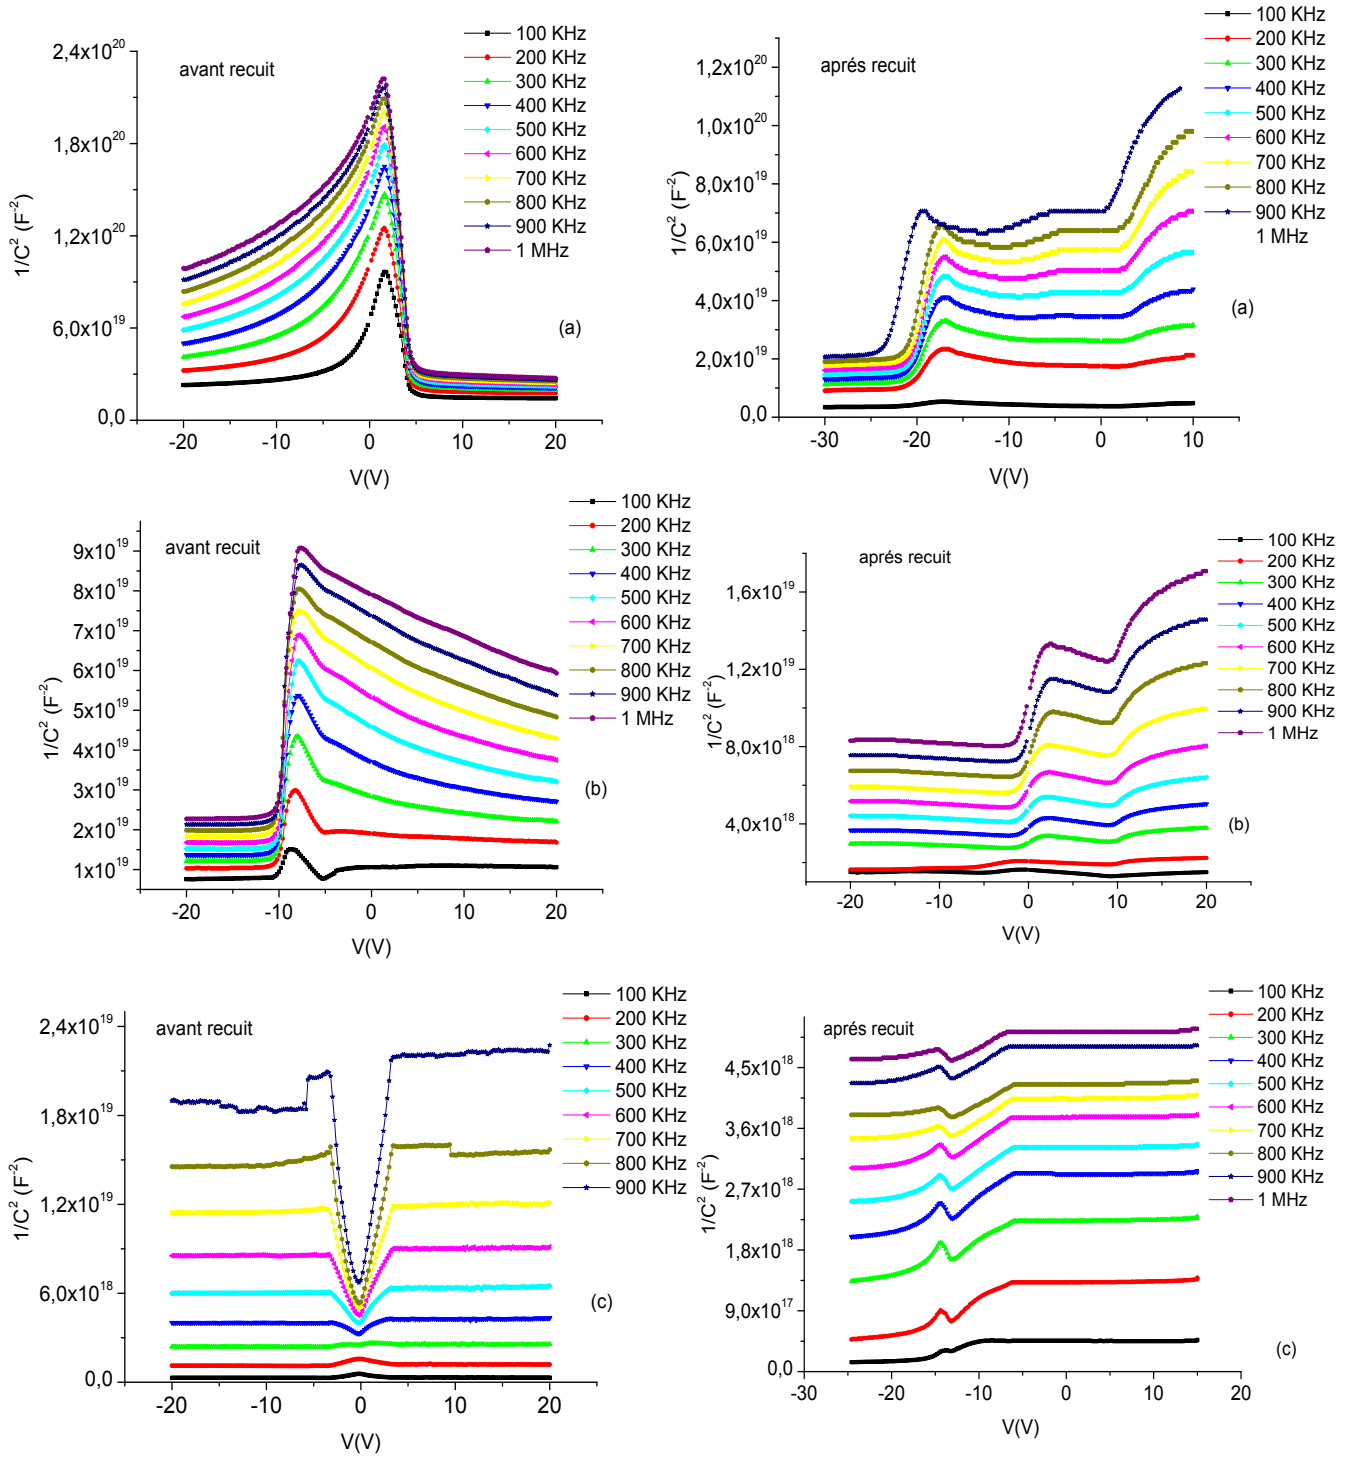 avant recuit
100 KHz
200 KHz
300 KHz
400 KHz
500 KHz
600 KHz
700 KHz
800 KHz
900 KHz
1 MHz
2,4x10^20
1,8x10^20
1,2x10^20
6,0x10^19
0,0
1/C^2 (F^-2)
(a)
-20 -10 0 10 20
V(V)
aprés recuit
100 KHz
200 KHz
300 KHz
400 KHz
500 KHz
600 KHz
700 KHz
800 KHz
900 KHz
1 MHz
1,2x10^20
1,0x10^20
8,0x10^19
6,0x10^19
4,0x10^19
2,0x10^19
0,0
1/C^2 (F^-2)
(a)
-30 -20 -10 0 10
V(V)
avant recuit
100 KHz
200 KHz
300 KHz
400 KHz
500 KHz
600 KHz
700 KHz
800 KHz
900 KHz
1 MHz
9x10^19
8x10^19
7x10^19
6x10^19
5x10^19
4x10^19
3x10^19
2x10^19
1x10^19
1/C^2 (F^-2)
(b)
-20 -10 0 10 20
V(V)
aprés recuit
100 KHz
200 KHz
300 KHz
400 KHz
500 KHz
600 KHz
700 KHz
800 KHz
900 KHz
1 MHz
1,6x10^19
1,2x10^19
8,0x10^18
4,0x10^18
1/C^2 (F^-2)
(b)
-20 -10 0 10 20
V(V)
avant recuit
100 KHz
200 KHz
300 KHz
400 KHz
500 KHz
600 KHz
700 KHz
800 KHz
900 KHz
2,4x10^19
1,8x10^19
1,2x10^19
6,0x10^18
0,0
1/C^2 (F^-2)
(c)
-20 -10 0 10 20
V(V)
aprés recuit
100 KHz
200 KHz
300 KHz
400 KHz
500 KHz
600 KHz
700 KHz
800 KHz
900 KHz
1 MHz
4,5x10^18
3,6x10^18
2,7x10^18
1,8x10^18
9,0x10^17
0,0
1/C^2 (F^-2)
(c)
-30 -20 -10 0 10 20
V(V)